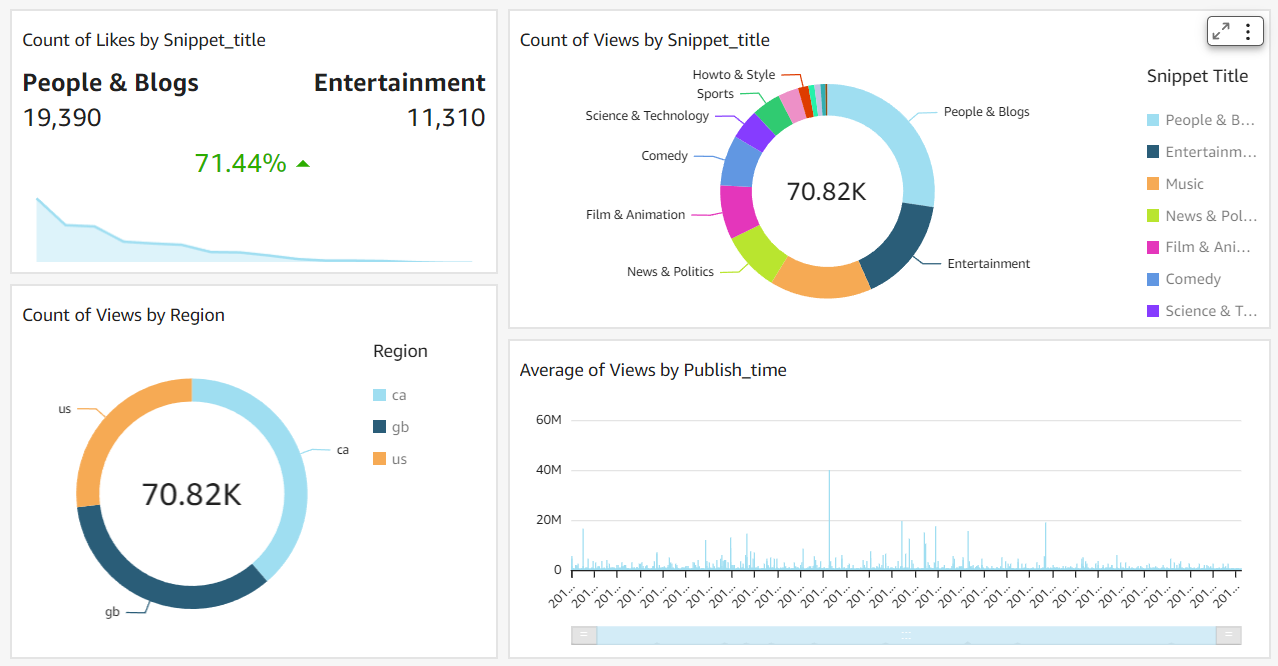 Count of Likes by Snippet_title
People & Blogs
Entertainment
19,390
11,310
71.44%
Count of Views by Snippet_title
Howto & Style
Sports
Science & Technology
Comedy
Film & Animation
News & Politics
People & Blogs
Entertainment
70.82K
Snippet Title
People & B...
Entertainm...
Music
News & Pol...
Film & Ani...
Comedy
Science & T...
Count of Views by Region
us
ca
gb
70.82K
Region
ca
gb
us
Average of Views by Publish_time
60M
40M
20M
0
201... 201... 201... 201... 201... 201... 201... 201... 201... 201... 201... 201... 201... 201... 201... 201... 201... 201... 201... 201... 201... 201... 201... 201... 201... 201... 201... 201... 201... 201...